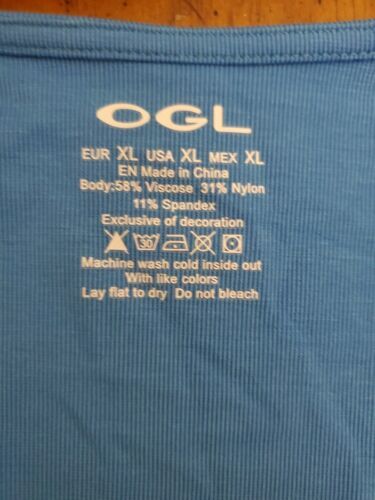 OGL
EUR XL USA XL MEX XL
EN Made in China
Body:58% Viscose 31% Nylon
11% Spandex
Exclusive of decoration
30
Machine wash cold inside out
With like colors
Lay flat to dry Do not bleach